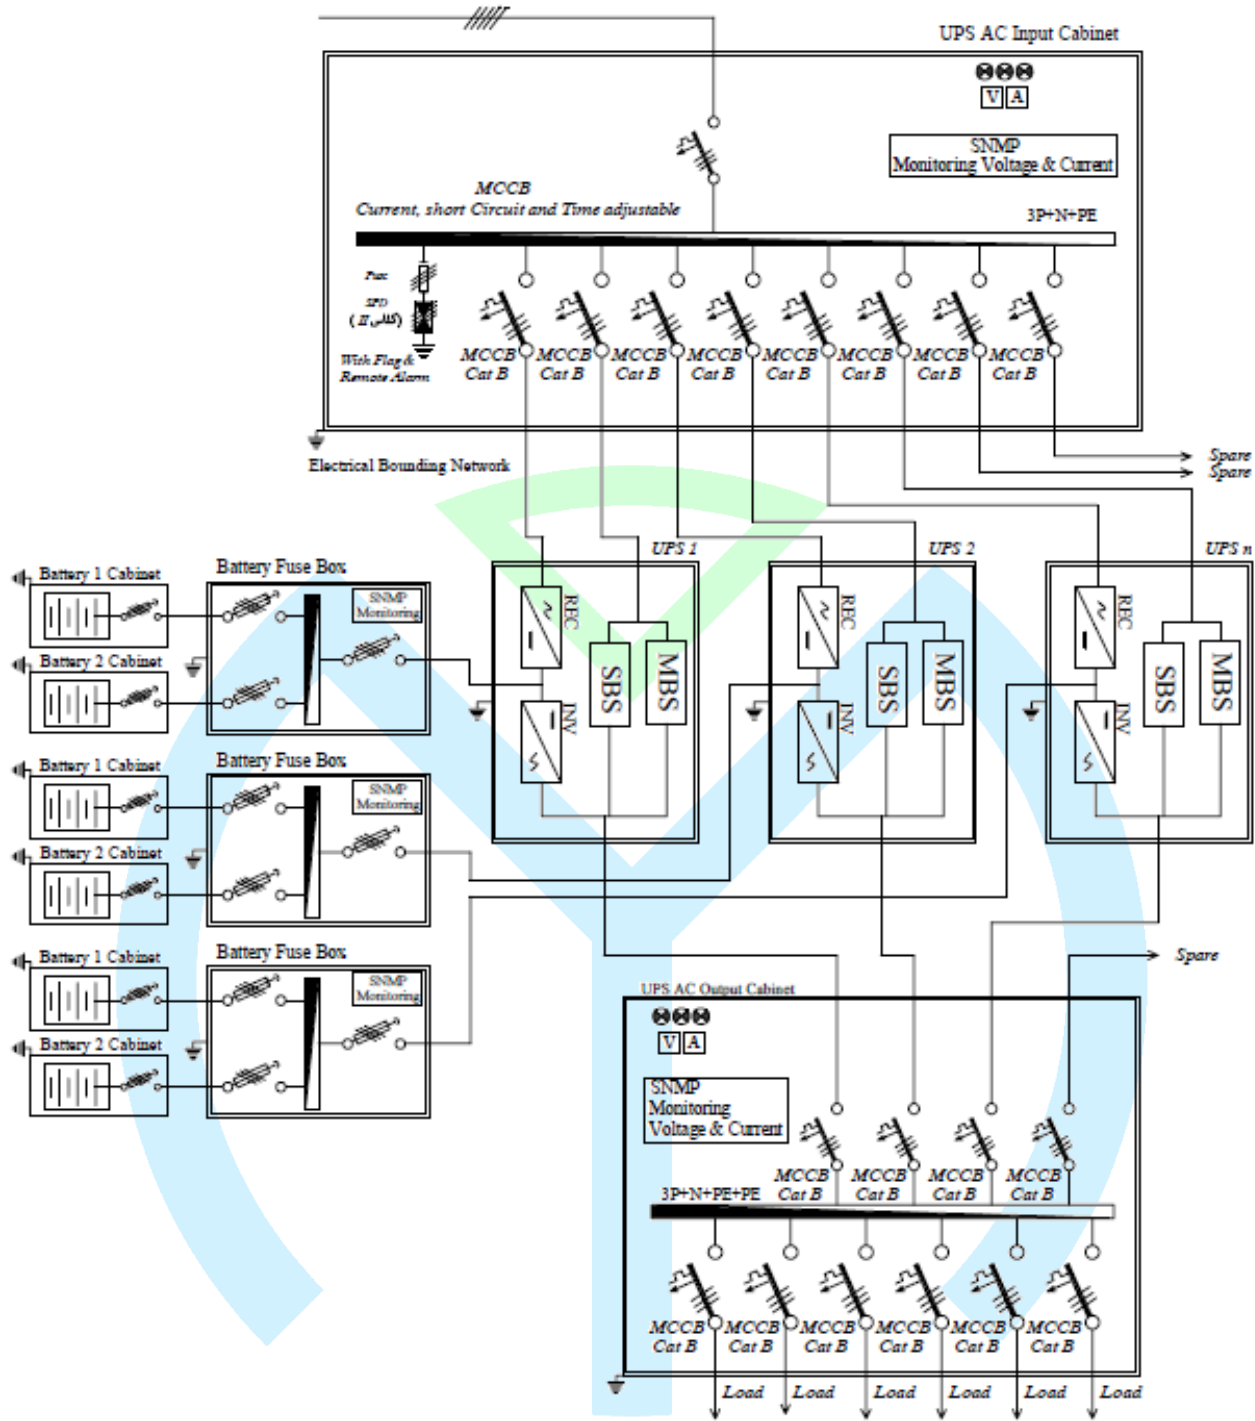 UPS AC Input Cabinet
V A
SNMP
Monitoring Voltage & Current
MCCB
Current, short Circuit and Time adjustable
3P+N+PE
SPD
(کلاس II)
With Flag &
Remote Alarm
MCCB MCCB MCCB MCCB MCCB MCCB MCCB MCCB
Cat B Cat B Cat B Cat B Cat B Cat B Cat B Cat B
Electrical Bounding Network
Spare
Spare
UPS 1
UPS 2
UPS n
Battery 1 Cabinet
Battery Fuse Box
SNMP
Monitoring
Battery 2 Cabinet
REC
INV
SBS
MBS
REC
INV
SBS
MBS
REC
INV
SBS
MBS
Battery 1 Cabinet
Battery Fuse Box
SNMP
Monitoring
Battery 2 Cabinet
Battery 1 Cabinet
Battery Fuse Box
SNMP
Monitoring
Battery 2 Cabinet
Spare
UPS AC Output Cabinet
V A
SNMP
Monitoring
Voltage & Current
MCCB MCCB MCCB MCCB
Cat B Cat B Cat B Cat B
3P+N+PE+PE
MCCB MCCB MCCB MCCB MCCB MCCB
Cat B Cat B Cat B Cat B Cat B Cat B
Load Load Load Load Load Load